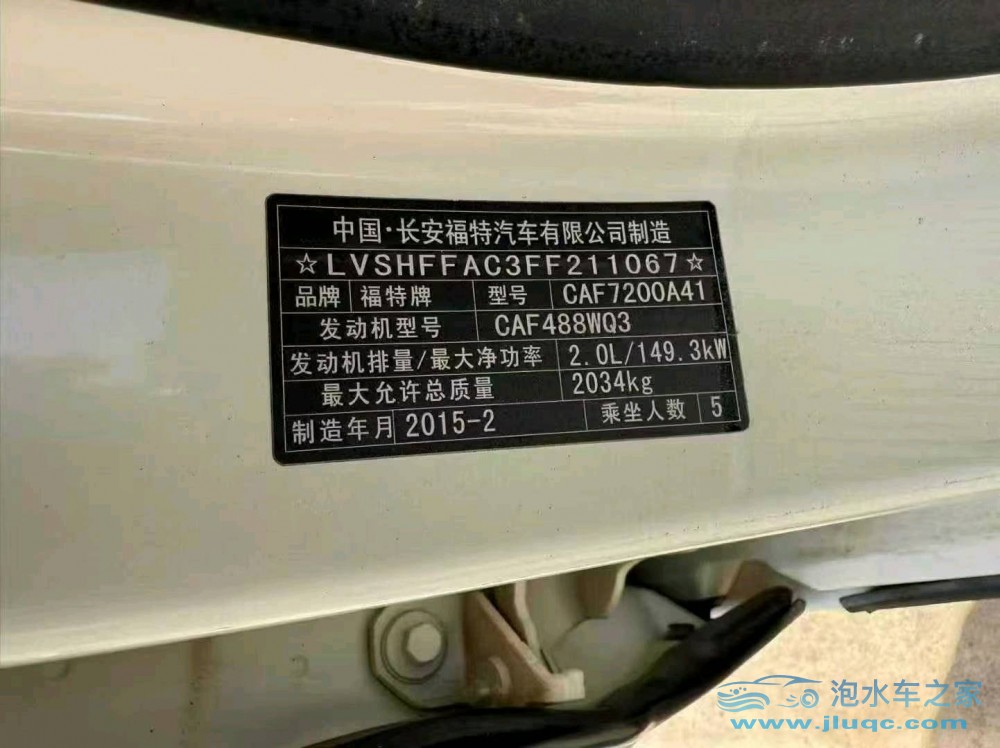 中国·长安福特汽车有限公司制造
☆LVSHFFAC3FF211067☆
品牌 福特牌 型号 CAF7200A41
发动机型号 CAF488WQ3
发动机排量/最大净功率 2.0L/149.3kW
最大允许总质量 2034kg
制造年月 2015-2 乘坐人数 5
泡水车之家
www.jluqc.com